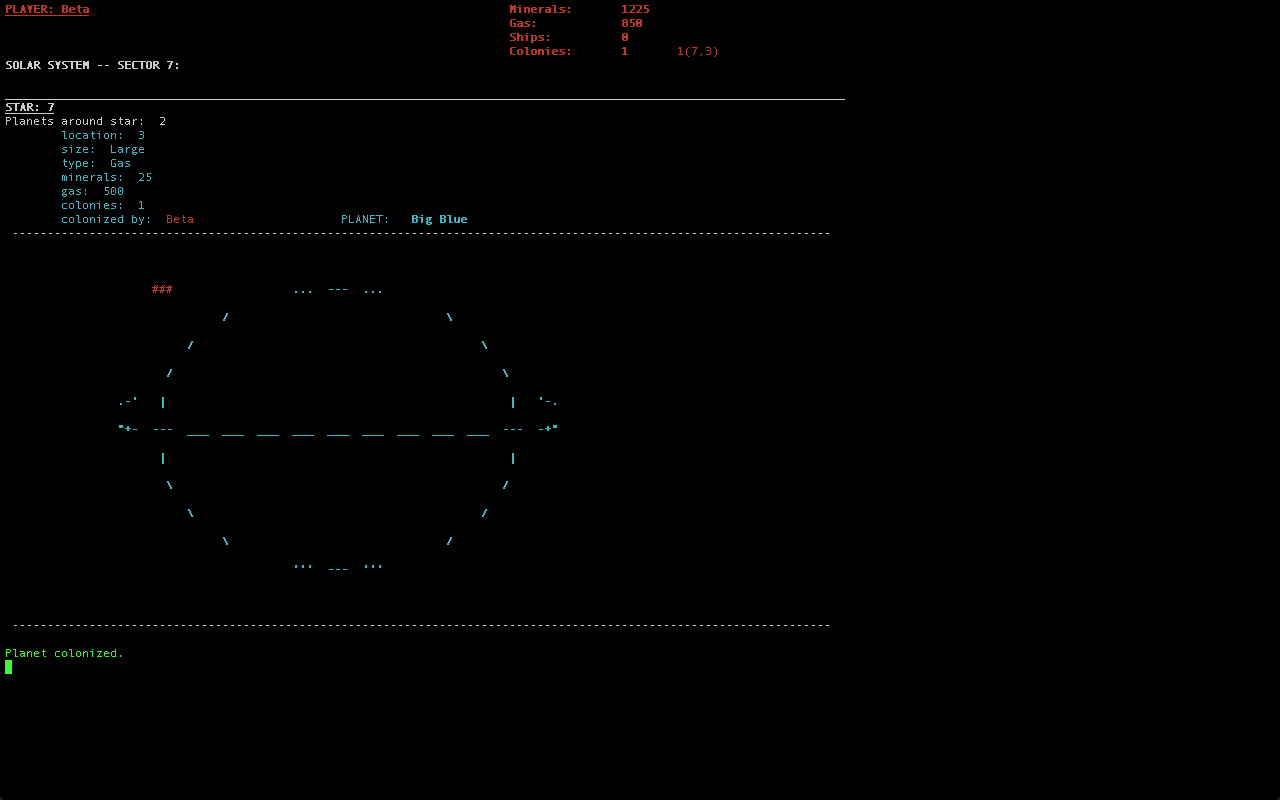 PLAYER: Beta Minerals: 1225
Gas: 850
Ships: 0
Colonies: 1 1(7,3)
SOLAR SYSTEM -- SECTOR 7:
STAR: 7
Planets around star: 2
location: 3
size: Large
type: Gas
minerals: 25
gas: 500
colonies: 1
colonized by: Beta PLANET: Big Blue
###
Planet colonized.